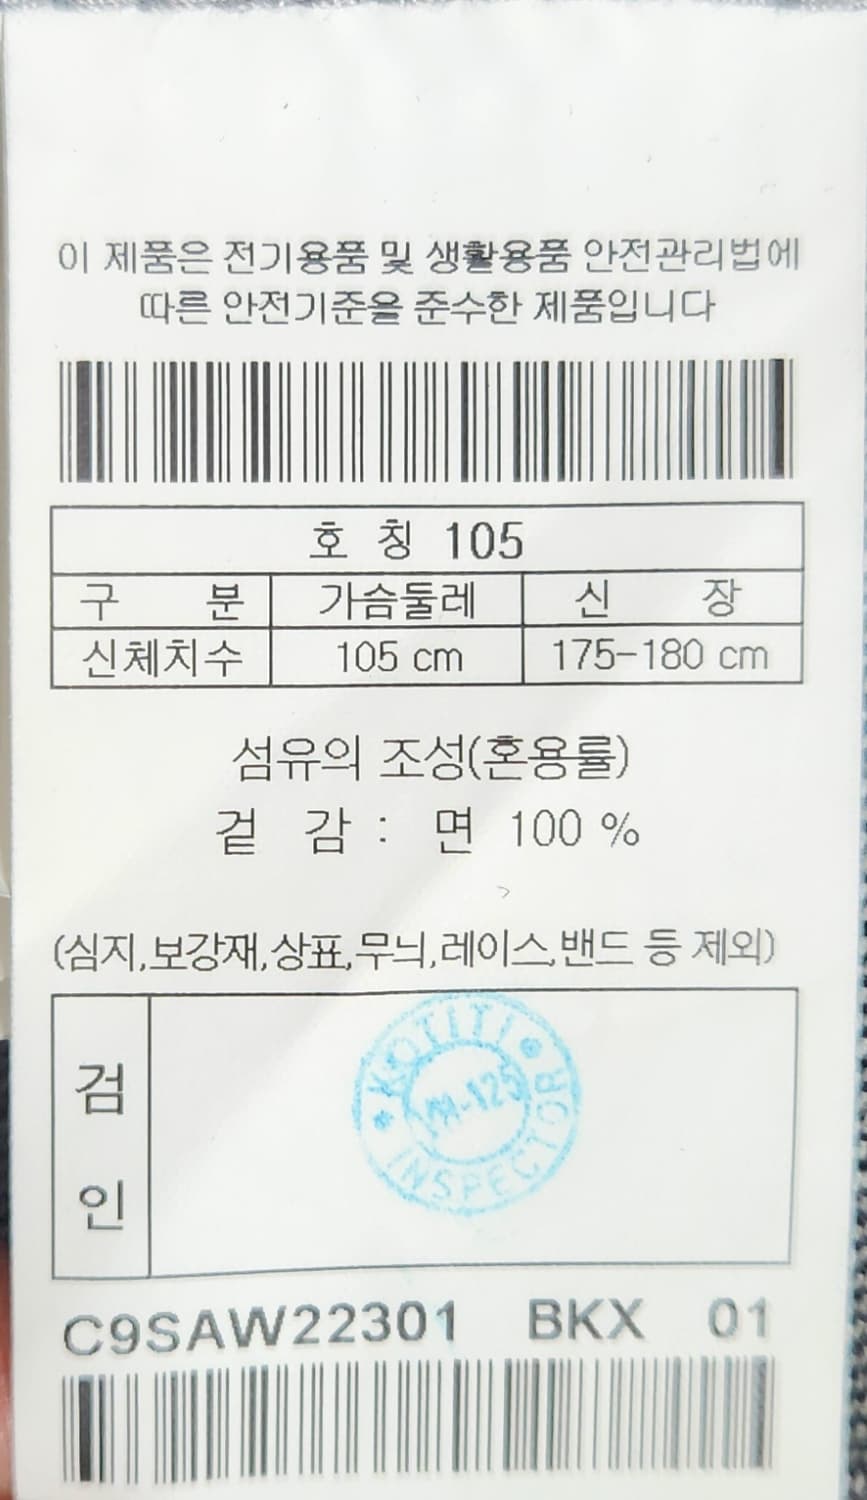 이 제품은 전기용품 및 생활용품 안전관리법에
따른 안전기준을 준수한 제품입니다
호 칭 105
구 분 가슴둘레 신 장
신체치수 105 cm 175-180 cm
섬유의 조성(혼용률)
겉 감 : 면 100 %
(심지,보강재,상표,무늬,레이스,밴드 등 제외)
검
인
KOTITI
INSPECTOR
C9SAW22301 BKX 01